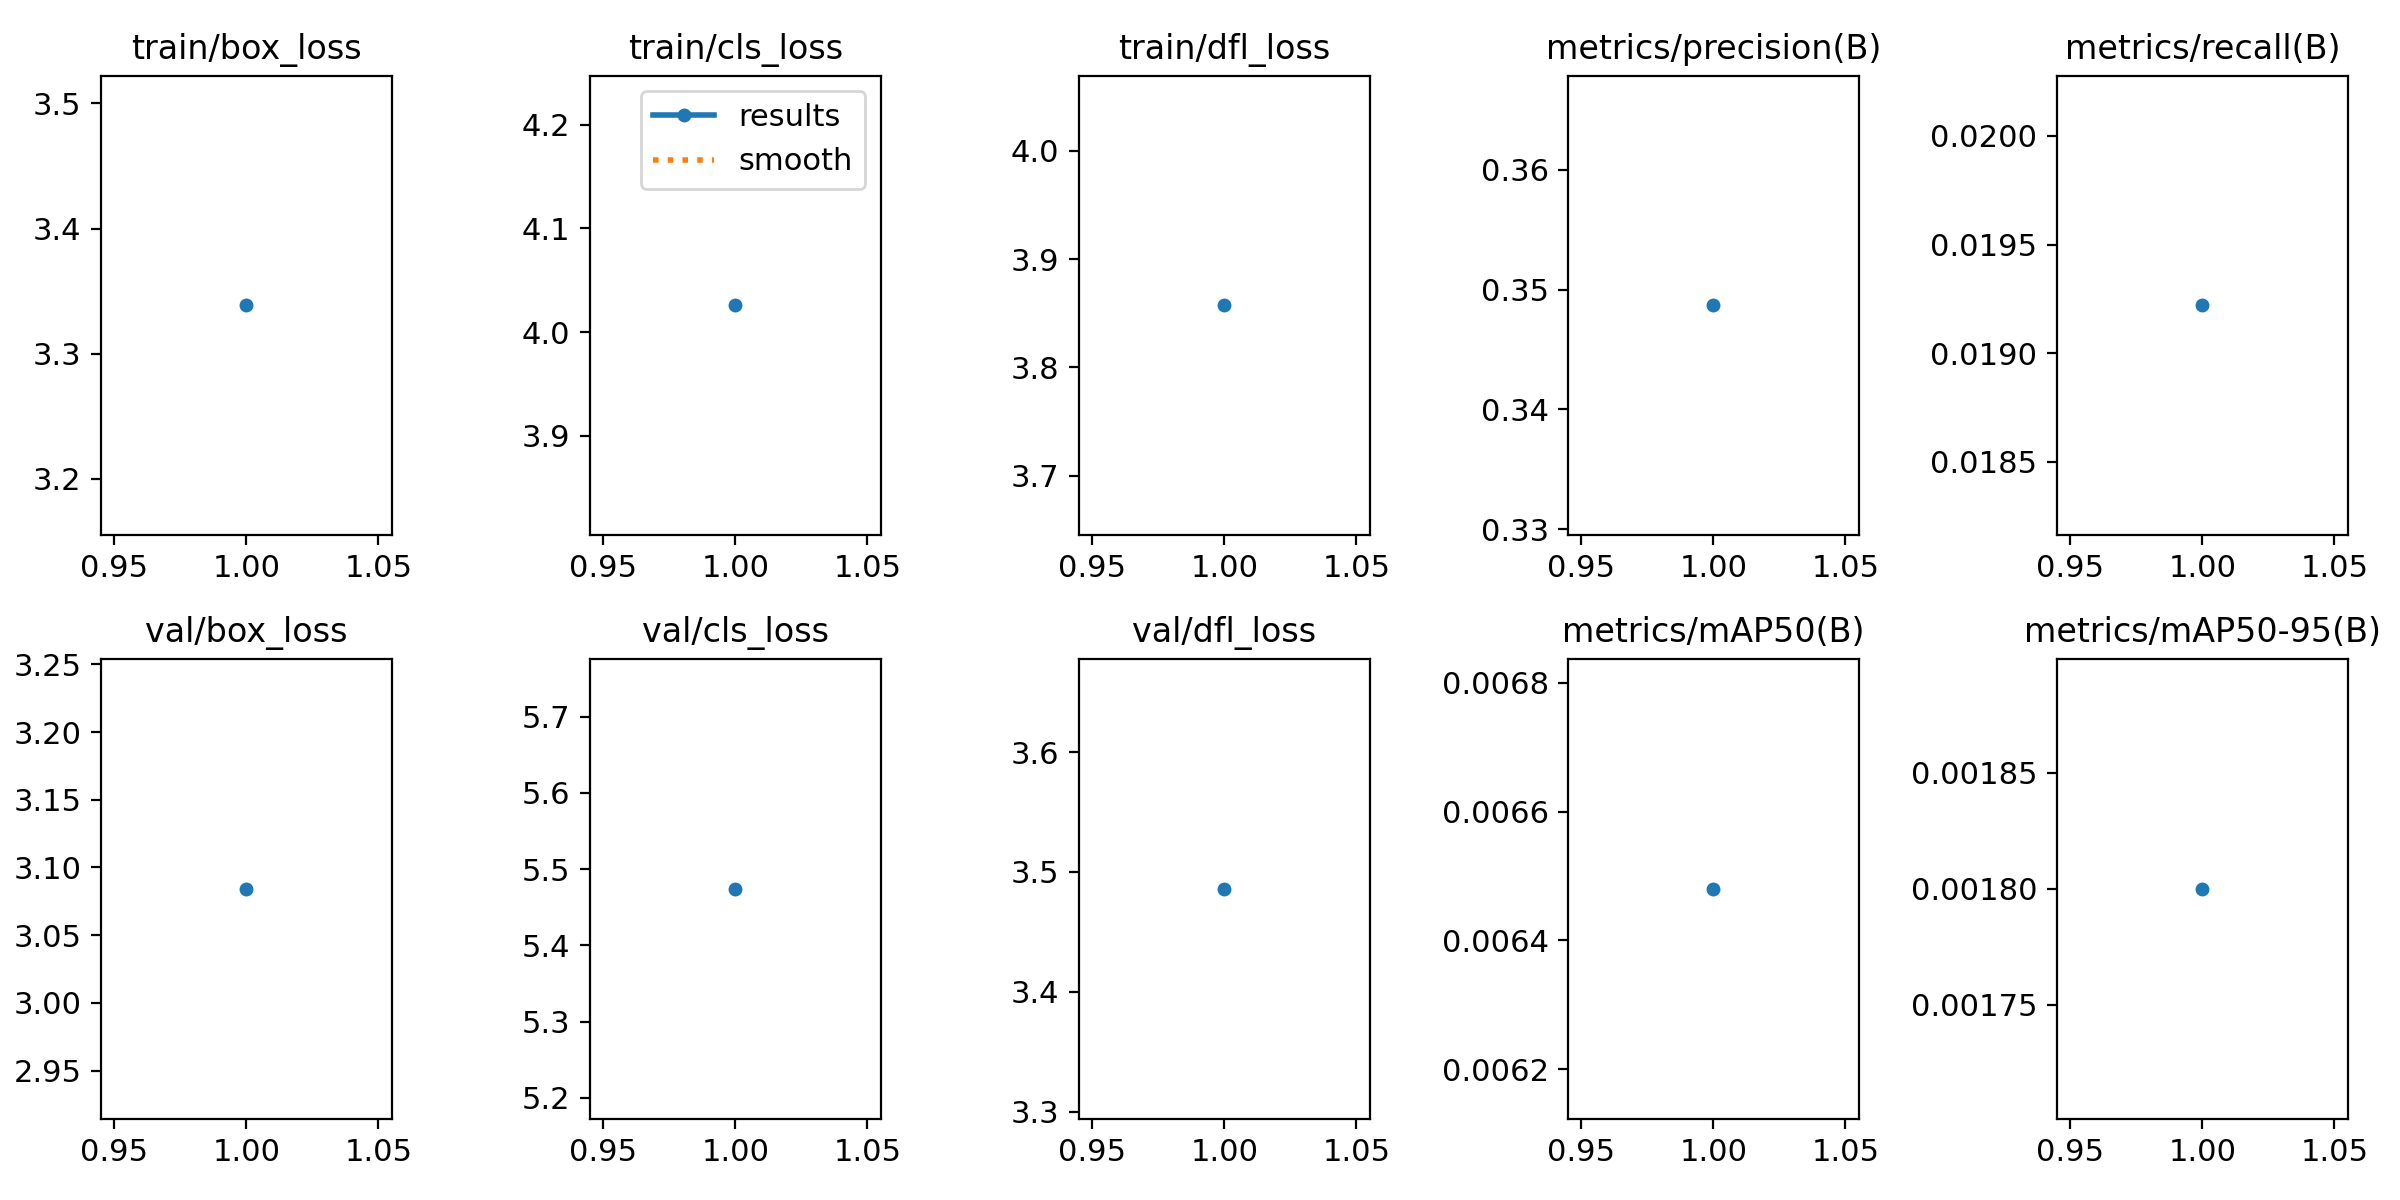 train/box_loss
3.5
3.4
3.3
3.2
0.95 1.00 1.05
train/cls_loss
results
smooth
4.2
4.1
4.0
3.9
0.95 1.00 1.05
train/dfl_loss
4.0
3.9
3.8
3.7
0.95 1.00 1.05
metrics/precision(B)
0.36
0.35
0.34
0.33
0.95 1.00 1.05
metrics/recall(B)
0.0200
0.0195
0.0190
0.0185
0.95 1.00 1.05
val/box_loss
3.25
3.20
3.15
3.10
3.05
3.00
2.95
0.95 1.00 1.05
val/cls_loss
5.7
5.6
5.5
5.4
5.3
5.2
0.95 1.00 1.05
val/dfl_loss
3.6
3.5
3.4
3.3
0.95 1.00 1.05
metrics/mAP50(B)
0.0068
0.0066
0.0064
0.0062
0.95 1.00 1.05
metrics/mAP50-95(B)
0.00185
0.00180
0.00175
0.95 1.00 1.05